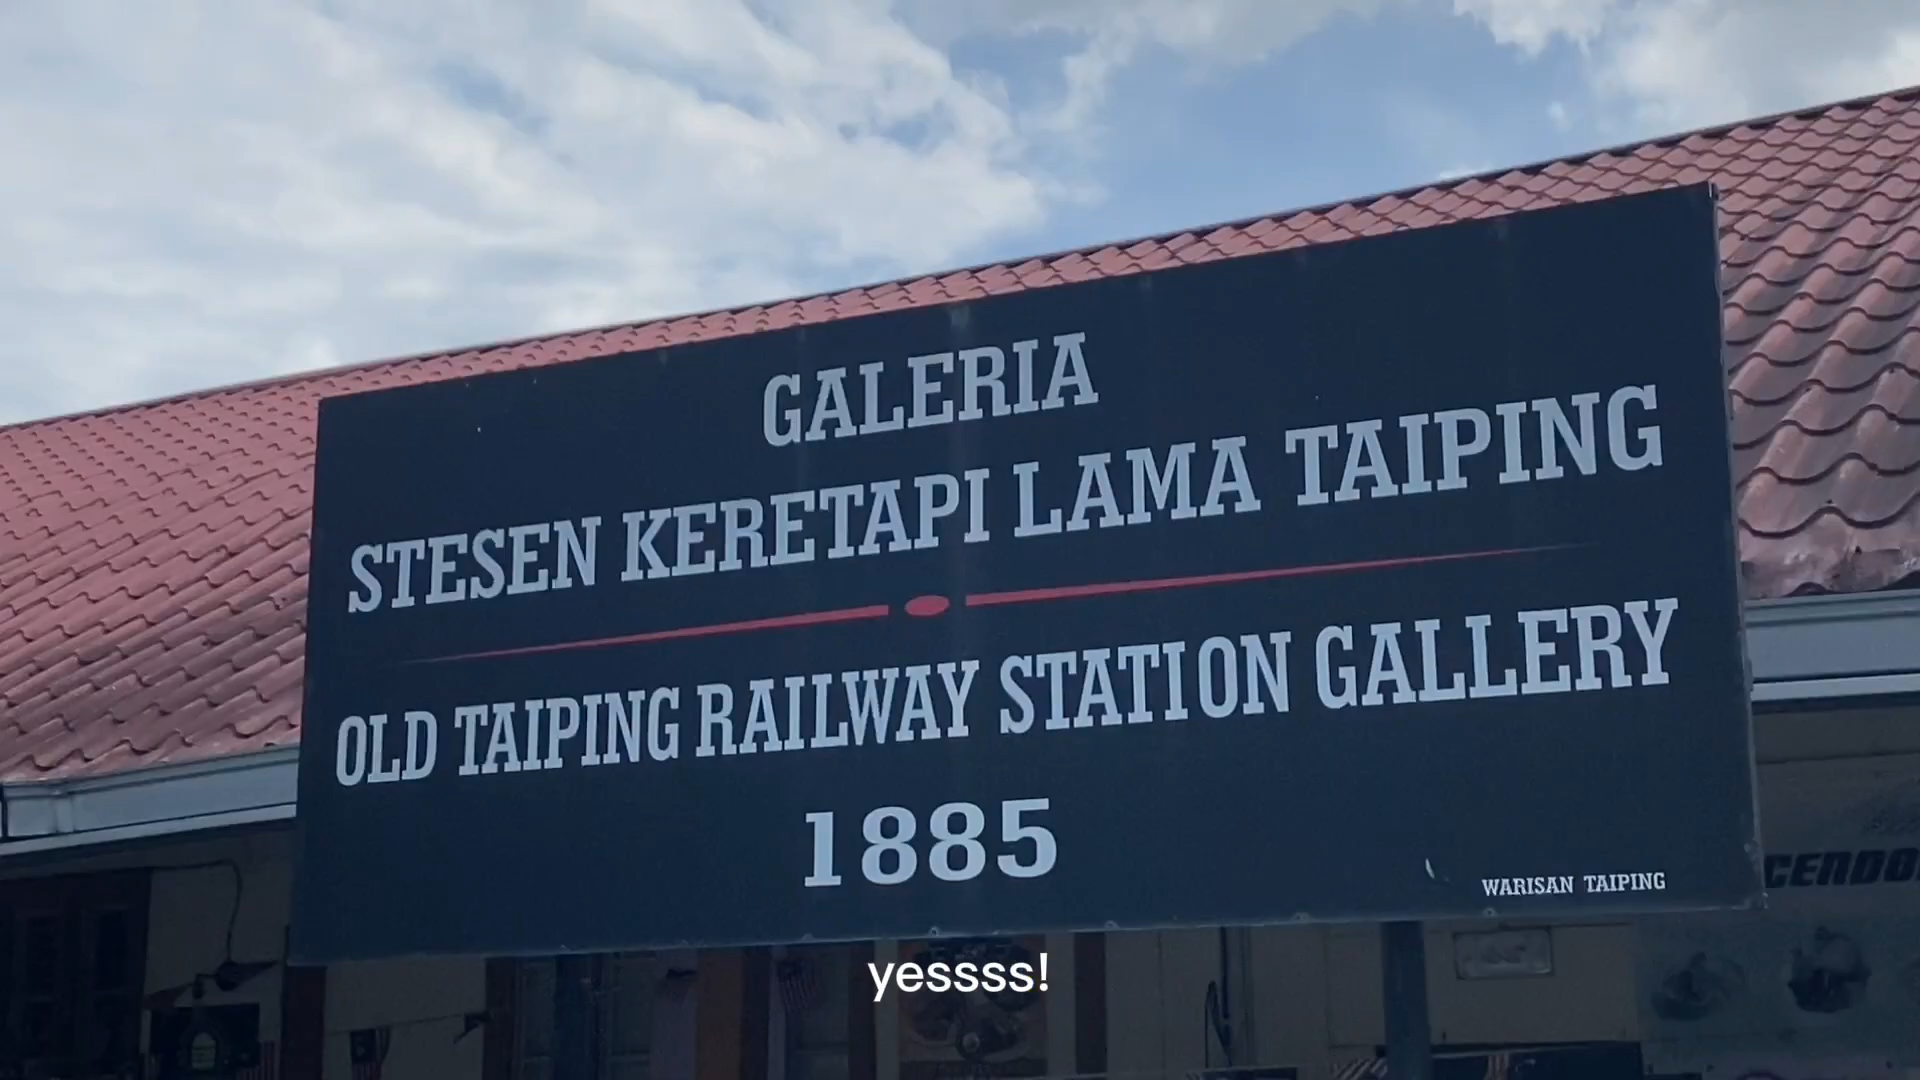 GALERIA
STESEN KERETAPI LAMA TAIPING
OLD TAIPING RAILWAY STATION GALLERY
1885
WARISAN TAIPING
yessss!